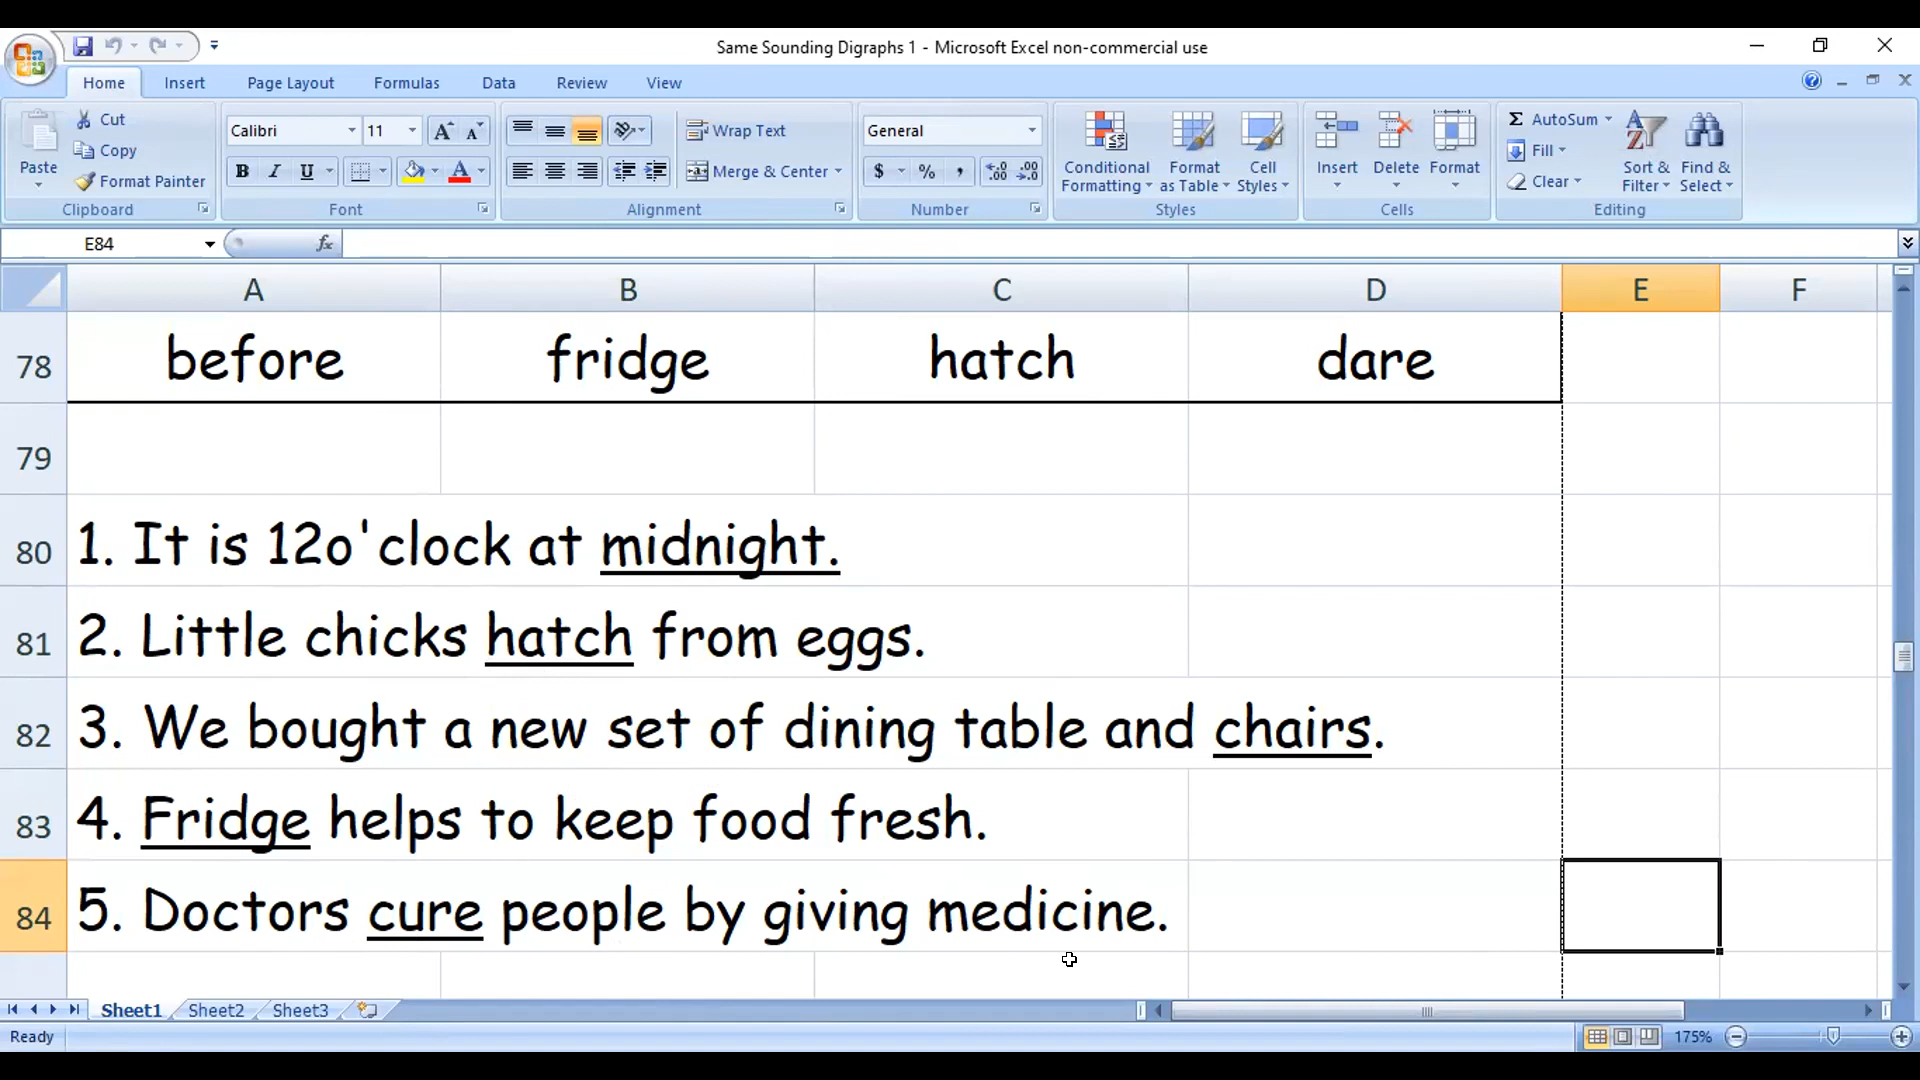 Same Sounding Digraphs 1 - Microsoft Excel non-commercial use
Home Insert Page Layout Formulas Data Review View
Paste Cut Copy Format Painter
Clipboard
Calibri 11 A A
B I U A
Font
Wrap Text
Merge & Center
Alignment
General
$ % , .00 .00
Number
Conditional Formatting Format as Table Cell Styles
Styles
Insert Delete Format
Cells
Σ AutoSum Fill Clear
Sort & Filter Find & Select
Editing
E84 fx
A B C D E F
78 before fridge hatch dare
79
80 1. It is 12o'clock at midnight.
81 2. Little chicks hatch from eggs.
82 3. We bought a new set of dining table and chairs.
83 4. Fridge helps to keep food fresh.
84 5. Doctors cure people by giving medicine.
Sheet1 Sheet2 Sheet3
Ready 175%